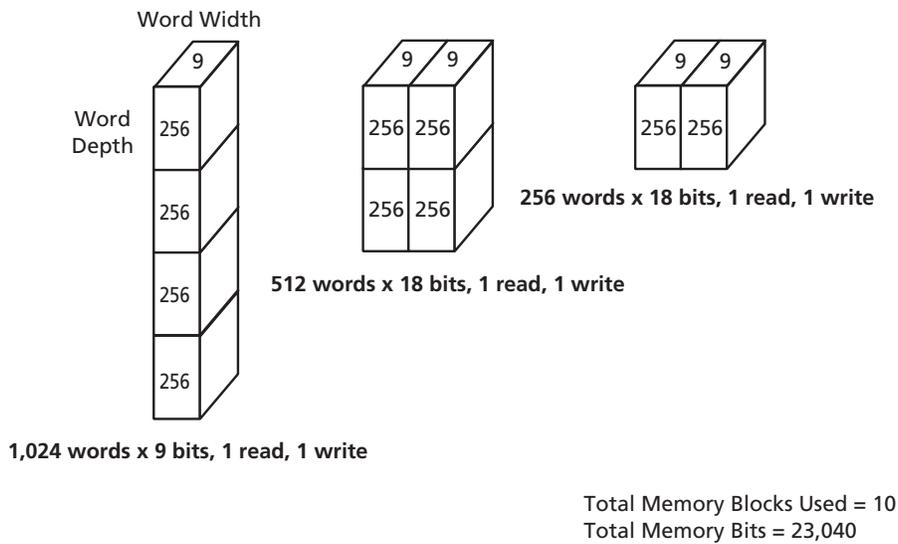 Word Width
9
Word
Depth
256
256
256
256
1,024 words x 9 bits, 1 read, 1 write
9 9
256 256
256 256
512 words x 18 bits, 1 read, 1 write
9 9
256 256
256 words x 18 bits, 1 read, 1 write
Total Memory Blocks Used = 10
Total Memory Bits = 23,040